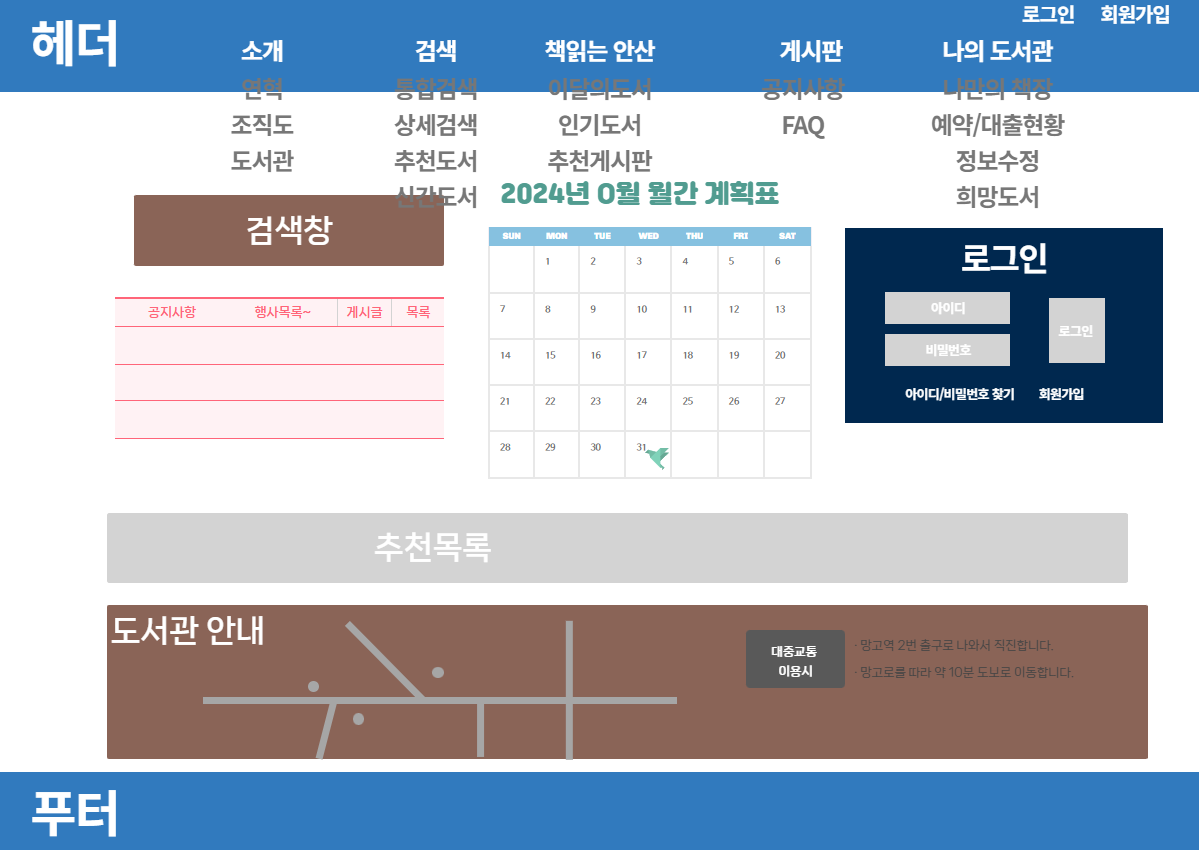 로그인 회원가입
헤더
소개 검색 책읽는 안산 게시판 나의 도서관
연혁 통합검색 이달의도서 공지사항 나만의 책장
조직도 상세검색 인기도서 FAQ 예약/대출현황
도서관 추천도서 추천게시판 정보수정
신간도서 희망도서
2024년 0월 월간 계획표
검색창
SUN MON TUE WED THU FRI SAT
1 2 3 4 5 6
7 8 9 10 11 12 13
14 15 16 17 18 19 20
21 22 23 24 25 26 27
28 29 30 31
로그인
아이디
비밀번호
로그인
아이디/비밀번호 찾기 회원가입
공지사항 행사목록~ 게시글 목록
추천목록
도서관 안내
대중교통
이용시
· 망고역 2번 출구로 나와서 직진합니다.
· 망고로를 따라 약 10분 도보로 이동합니다.
푸터